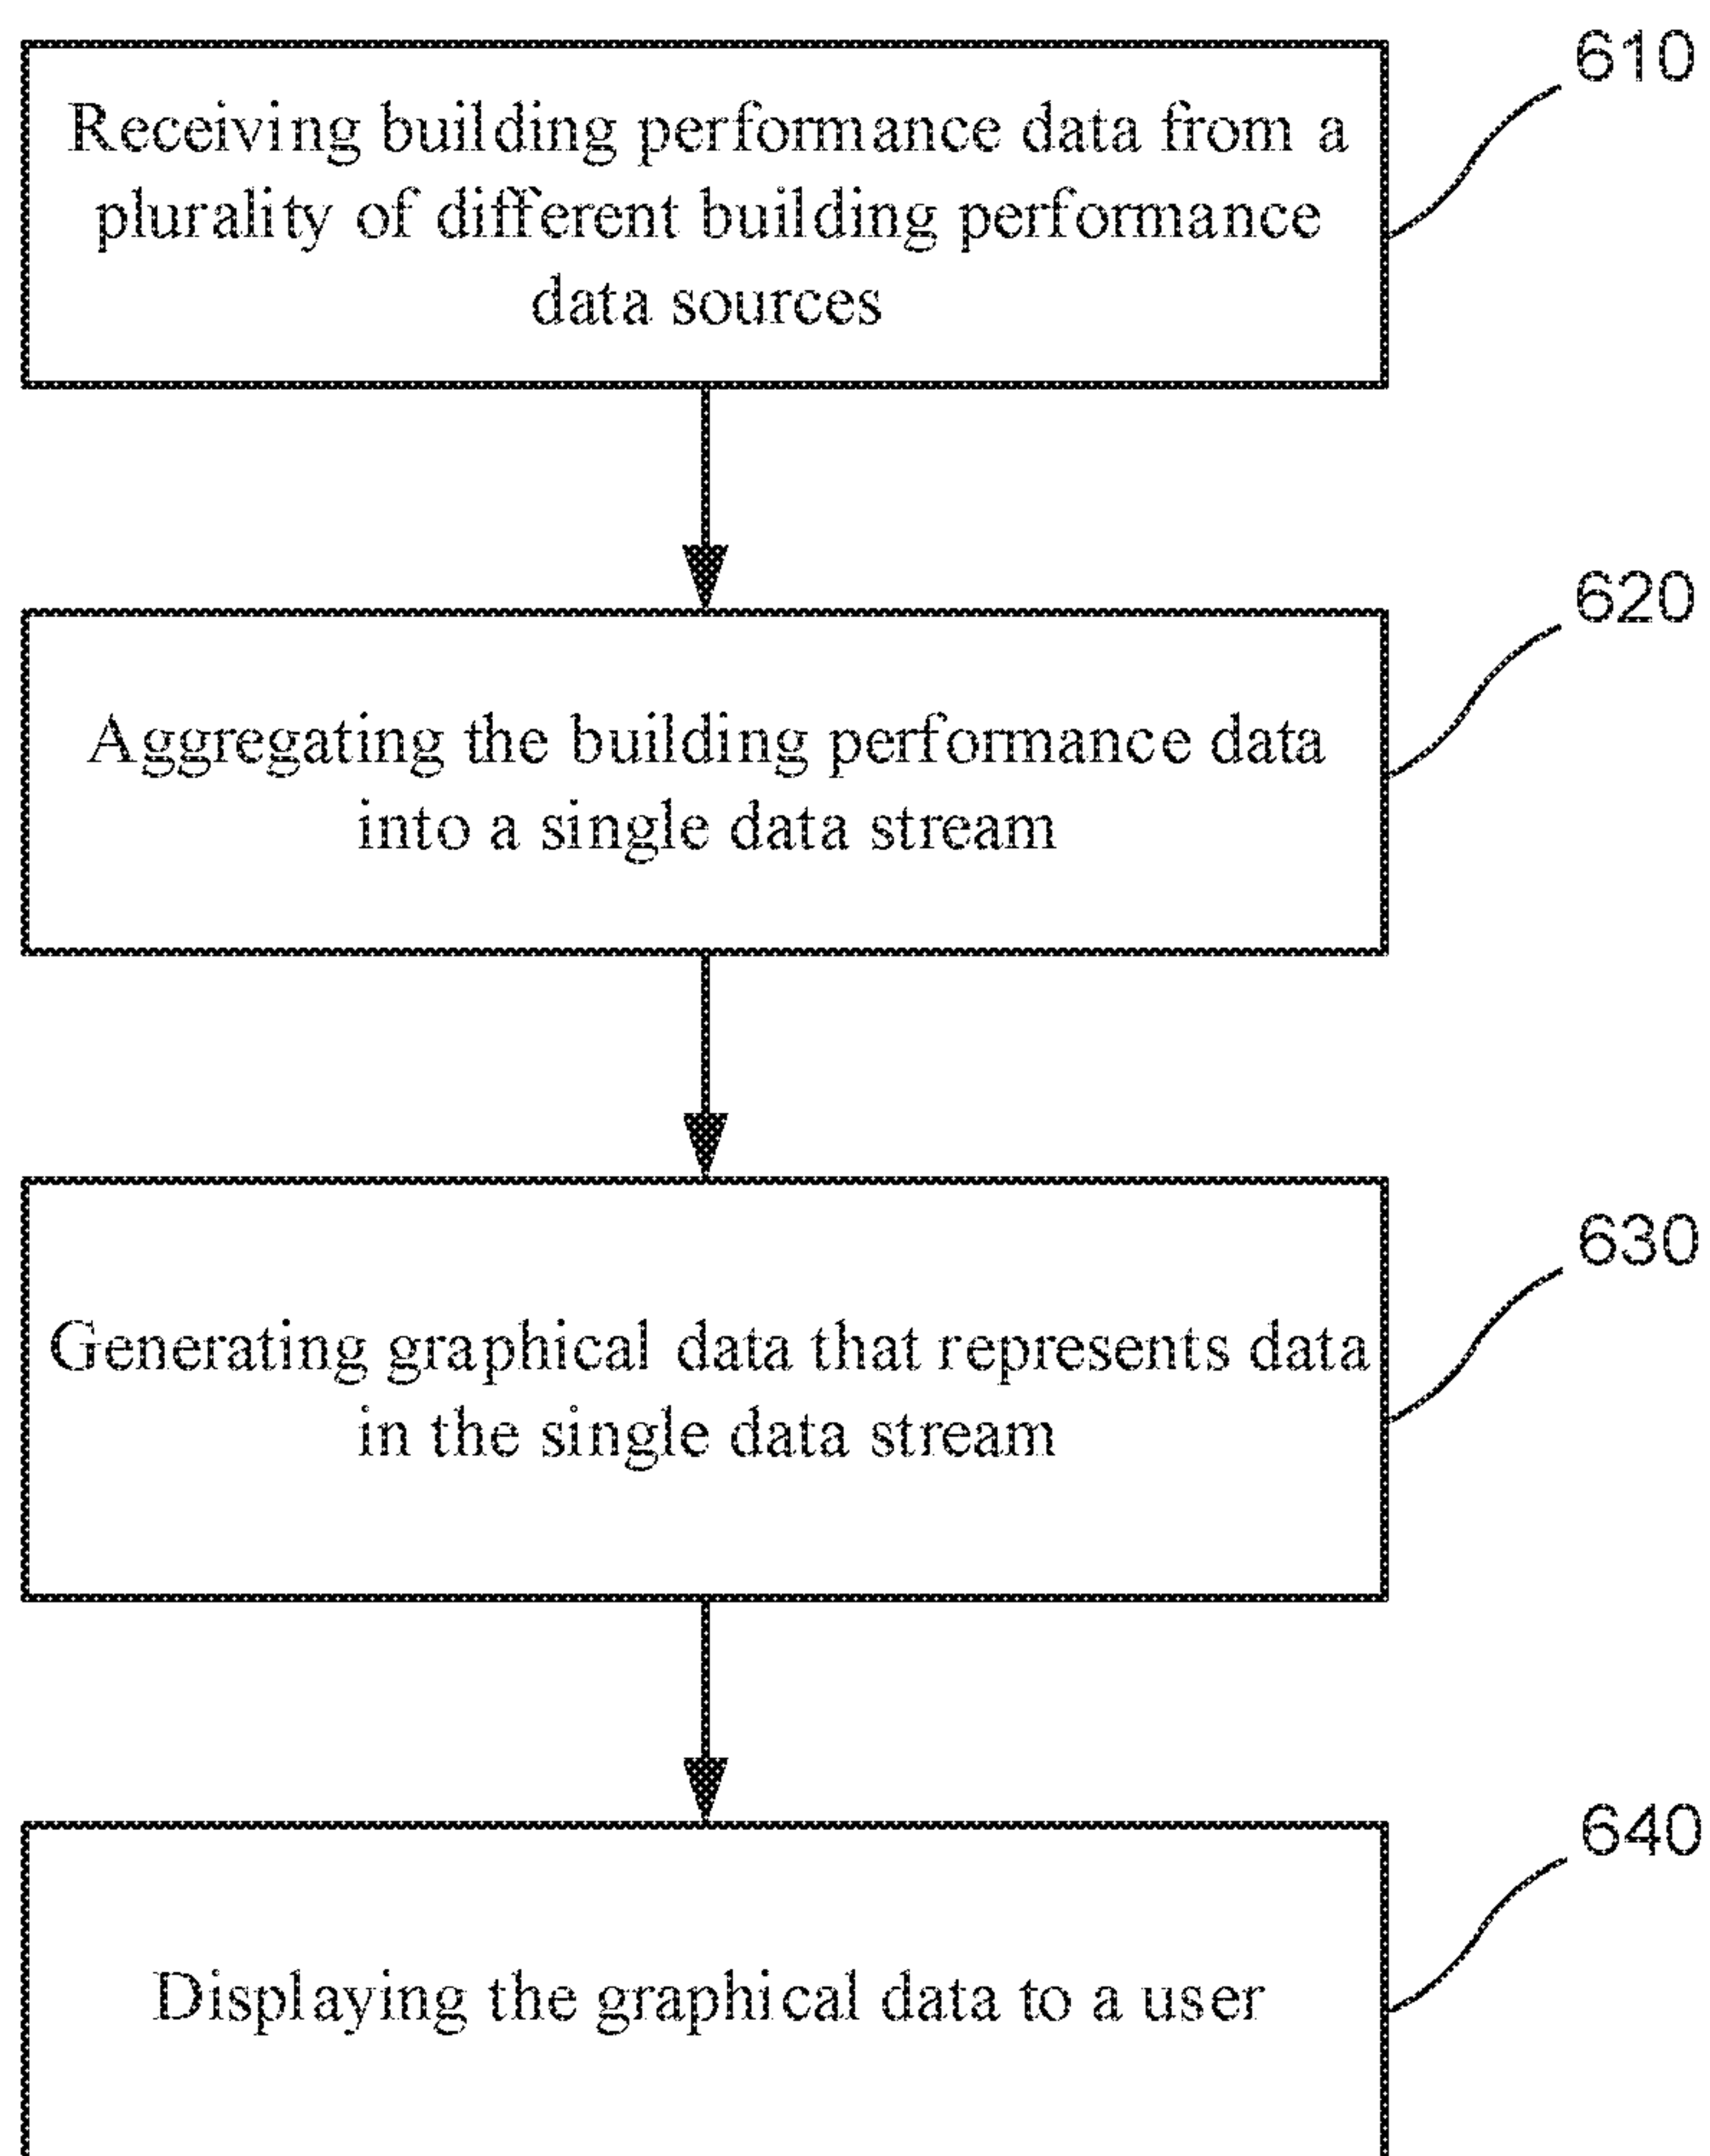 610
Receiving building performance data from a
plurality of different building performance
data sources
620
Aggregating the building performance data
into a single data stream
630
Generating graphical data that represents data
in the single data stream
640
Displaying the graphical data to a user